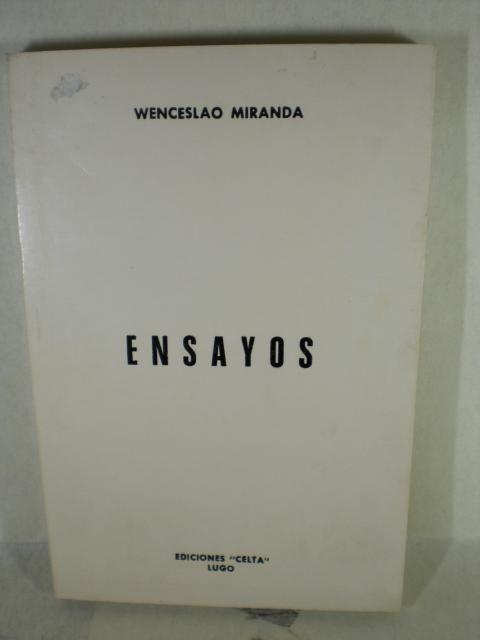 WENCESLAO MIRANDA
ENSAYOS
EDICIONES "CELTA"
LUGO